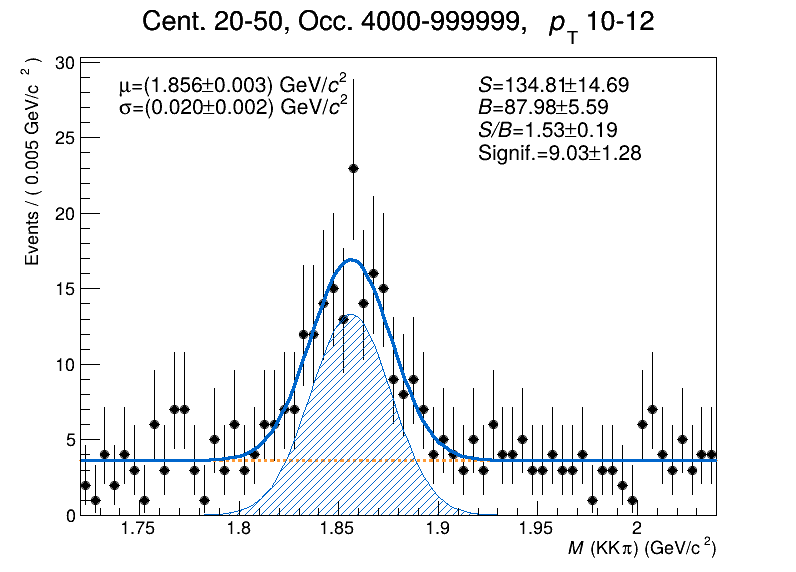 Cent. 20-50, Occ. 4000-999999, pT 10-12
μ=(1.856±0.003) GeV/c²
σ=(0.020±0.002) GeV/c²
S=134.81±14.69
B=87.98±5.59
S/B=1.53±0.19
Signif.=9.03±1.28
Events / ( 0.005 GeV/c ² )
30
25
20
15
10
5
0
1.75 1.8 1.85 1.9 1.95 2
M (KKπ) (GeV/c²)